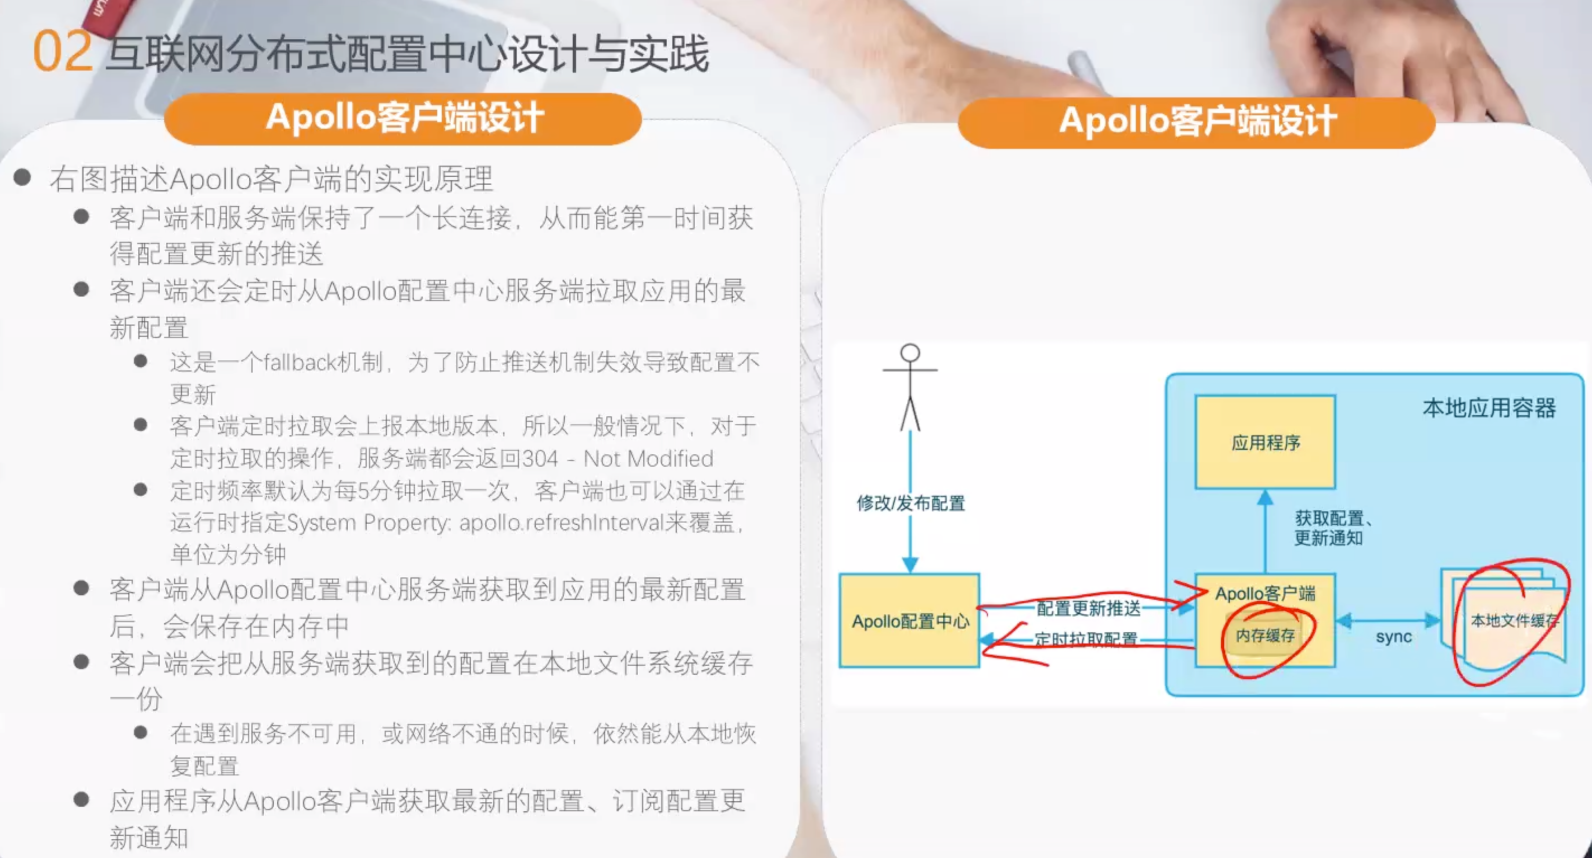 02 互联网分布式配置中心设计与实践
Apollo客户端设计
右图描述Apollo客户端的实现原理
客户端和服务端保持了一个长连接，从而能第一时间获
得配置更新的推送
客户端还会定时从Apollo配置中心服务端拉取应用的最
新配置
这是一个fallback机制，为了防止推送机制失效导致配置不
更新
客户端定时拉取会上报本地版本，所以一般情况下，对于
定时拉取的操作，服务端都会返回304 - Not Modified
定时频率默认为每5分钟拉取一次，客户端也可以通过在
运行时指定System Property: apollo.refreshInterval来覆盖，
单位为分钟
客户端从Apollo配置中心服务端获取到应用的最新配置
后，会保存在内存中
客户端会把从服务端获取到的配置在本地文件系统缓存
一份
在遇到服务不可用，或网络不通的时候，依然能从本地恢
复配置
应用程序从Apollo客户端获取最新的配置、订阅配置更
新通知
Apollo客户端设计
本地应用容器
应用程序
修改/发布配置
获取配置、
更新通知
Apollo配置中心
配置更新推送
定时拉取配置
Apollo客户端
内存缓存
sync
本地文件缓存